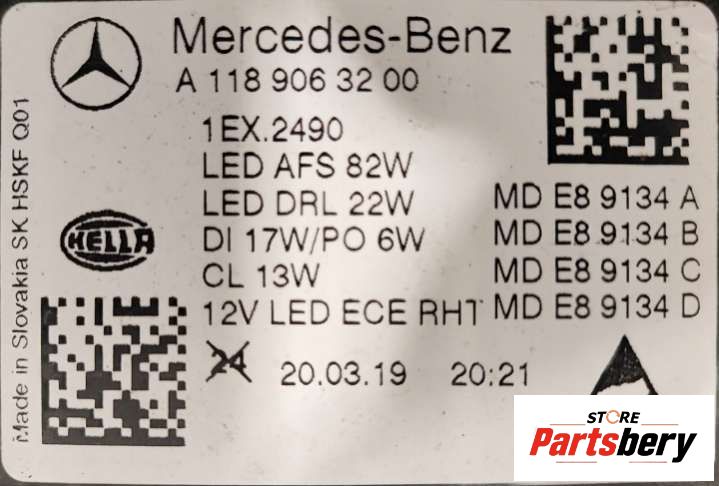 Mercedes-Benz
A 118 906 32 00
1EX.2490
LED AFS 82W
LED DRL 22W
DI 17W/PO 6W
CL 13W
12V LED ECE RHT
MD E8 9134 A
MD E8 9134 B
MD E8 9134 C
MD E8 9134 D
HELLA
Made in Slovakia SK HSKF Q01
24
20.03.19 20:21
STORE
Partsbery